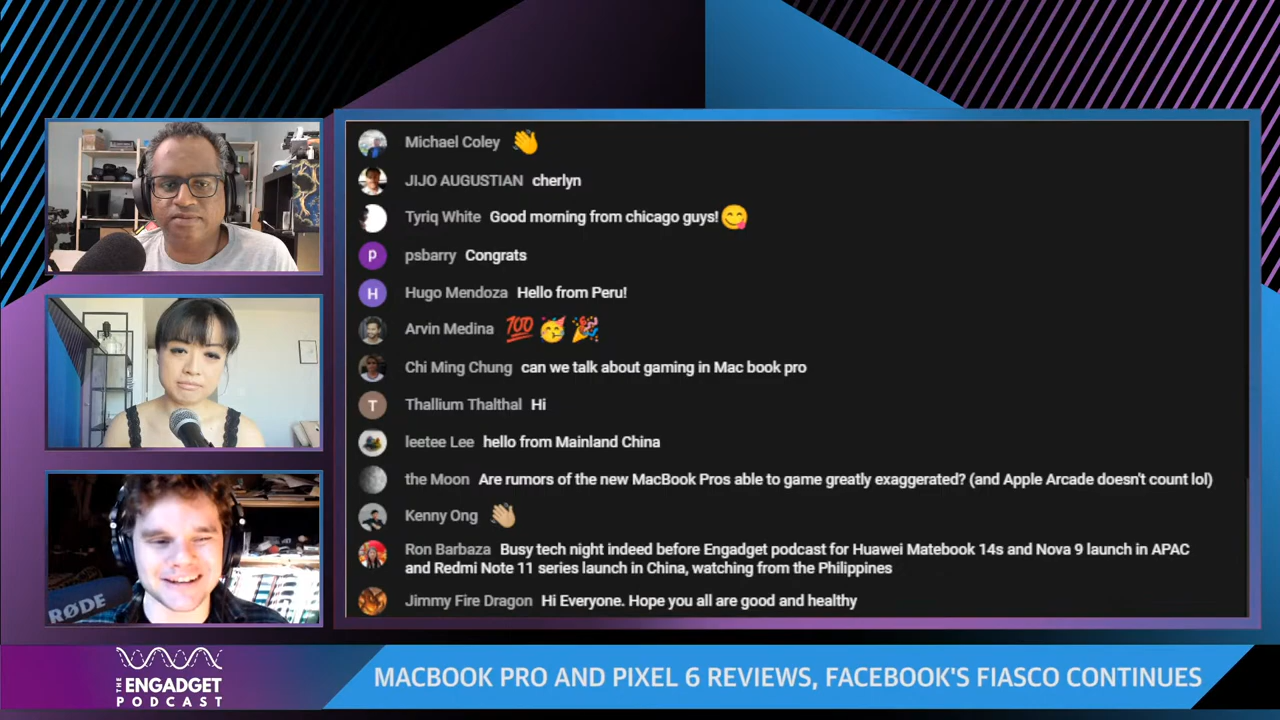 Michael Coley 👋
JIJO AUGUSTIAN cherlyn
Tyriq White Good morning from chicago guys! 😋
P
psbarry Congrats
H
Hugo Mendoza Hello from Peru!
Arvin Medina 💯 🥳 🎉
Chi Ming Chung can we talk about gaming in Mac book pro
T
Thallium Thalthal Hi
leetee Lee hello from Mainland China
the Moon Are rumors of the new MacBook Pros able to game greatly exaggerated? (and Apple Arcade doesn't count lol)
Kenny Ong 👋🏼
Ron Barbaza Busy tech night indeed before Engadget podcast for Huawei Matebook 14s and Nova 9 launch in APAC
and Redmi Note 11 series launch in China, watching from the Philippines
Jimmy Fire Dragon Hi Everyone. Hope you all are good and healthy
RØDE
THE
ENGADGET
PODCAST
MACBOOK PRO AND PIXEL 6 REVIEWS, FACEBOOK'S FIASCO CONTINUES